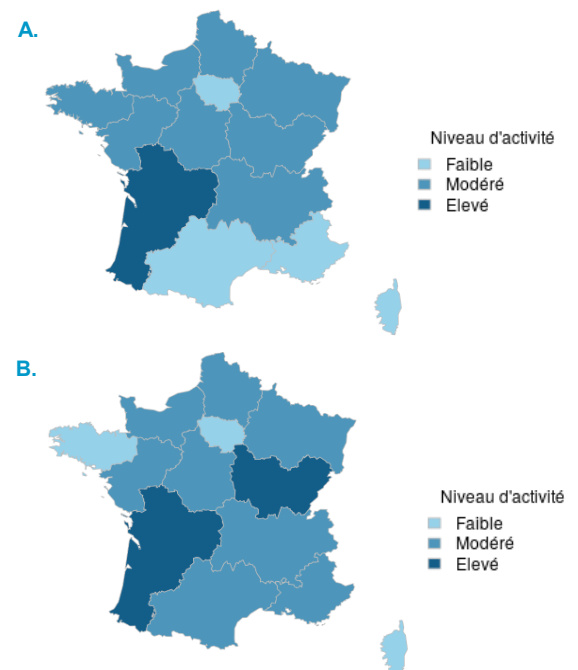 A.
Niveau d'activité
Faible
Modéré
Elevé
B.
Niveau d'activité
Faible
Modéré
Elevé